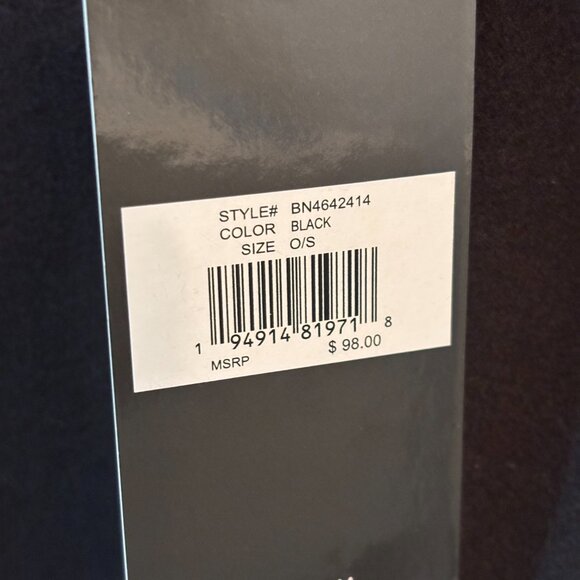 STYLE# BN4642414
COLOR BLACK
SIZE O/S
1 94914 81971 8
MSRP $ 98.00